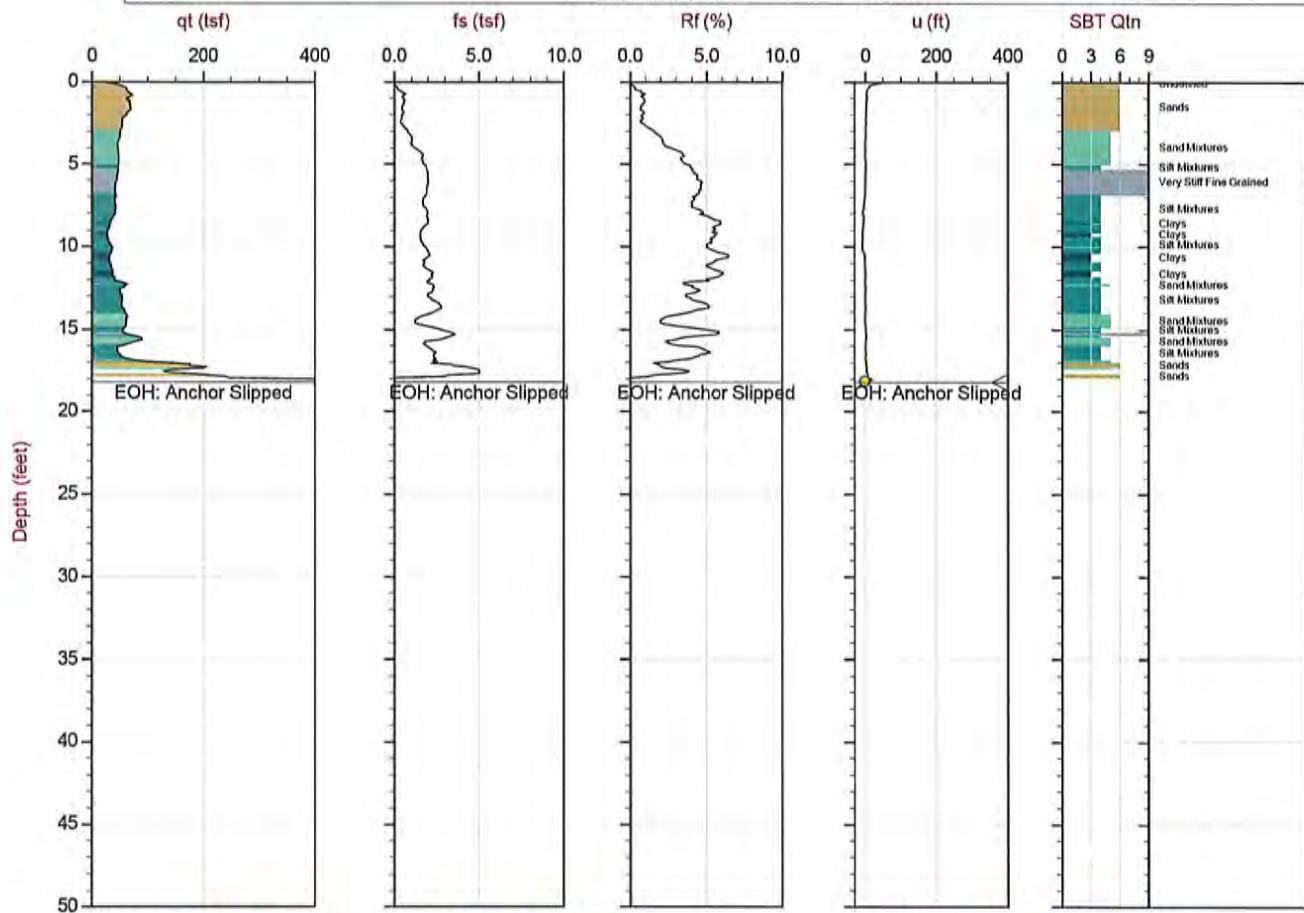 qt (tsf)
fs (tsf)
Rf (%)
u (ft)
SBT Qtn
0 200 400
0.0 5.0 10.0
0.0 5.0 10.0
0 200 400
0 3 6 9
0
5
10
15
20
25
30
35
40
45
50
Depth (feet)
Undefined
Sands
Sand Mixtures
Silt Mixtures
Very Stiff Fine Grained
Silt Mixtures
Clays
Clays
Silt Mixtures
Clays
Clays
Sand Mixtures
Silt Mixtures
Sand Mixtures
Silt Mixtures
Sand Mixtures
Silt Mixtures
Sands
Sands
EOH: Anchor Slipped
EOH: Anchor Slipped
EOH: Anchor Slipped
EOH: Anchor Slipped